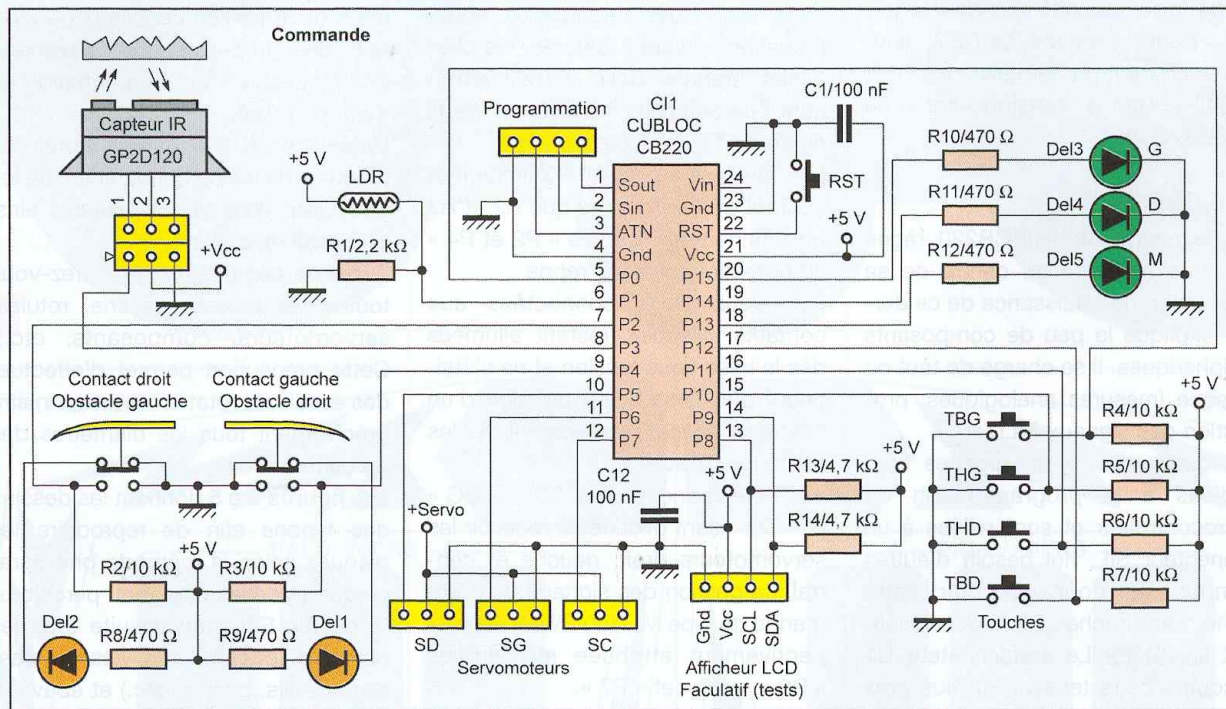 Commande
Capteur IR
GP2D120
1
2
3
+Vcc
+5 V
LDR
R1/2,2 kΩ
Programmation
CI1
CUBLOC
CB220
C1/100 nF
RST
+5 V
1
2
3
4
5
6
7
8
9
10
11
12
Sout
Sin
ATN
Gnd
P0
P1
P2
P3
P4
P5
P6
P7
Vin
Gnd
RST
Vcc
P15
P14
P13
P12
P11
P10
P9
P8
24
23
22
21
20
19
18
17
16
15
14
13
R10/470 Ω
R11/470 Ω
R12/470 Ω
Del3
Del4
Del5
G
D
M
Contact droit
Obstacle gauche
Contact gauche
Obstacle droit
+5 V
R2/10 kΩ
R3/10 kΩ
R8/470 Ω
R9/470 Ω
Del2
Del1
+Servo
C12
100 nF
SD
SG
SC
Servomoteurs
+5 V
Gnd
Vcc
SCL
SDA
Afficheur LCD
Facultatif (tests)
R13/4,7 kΩ
R14/4,7 kΩ
+5 V
TBG
THG
THD
TBD
Touches
+5 V
R4/10 kΩ
R5/10 kΩ
R6/10 kΩ
R7/10 kΩ